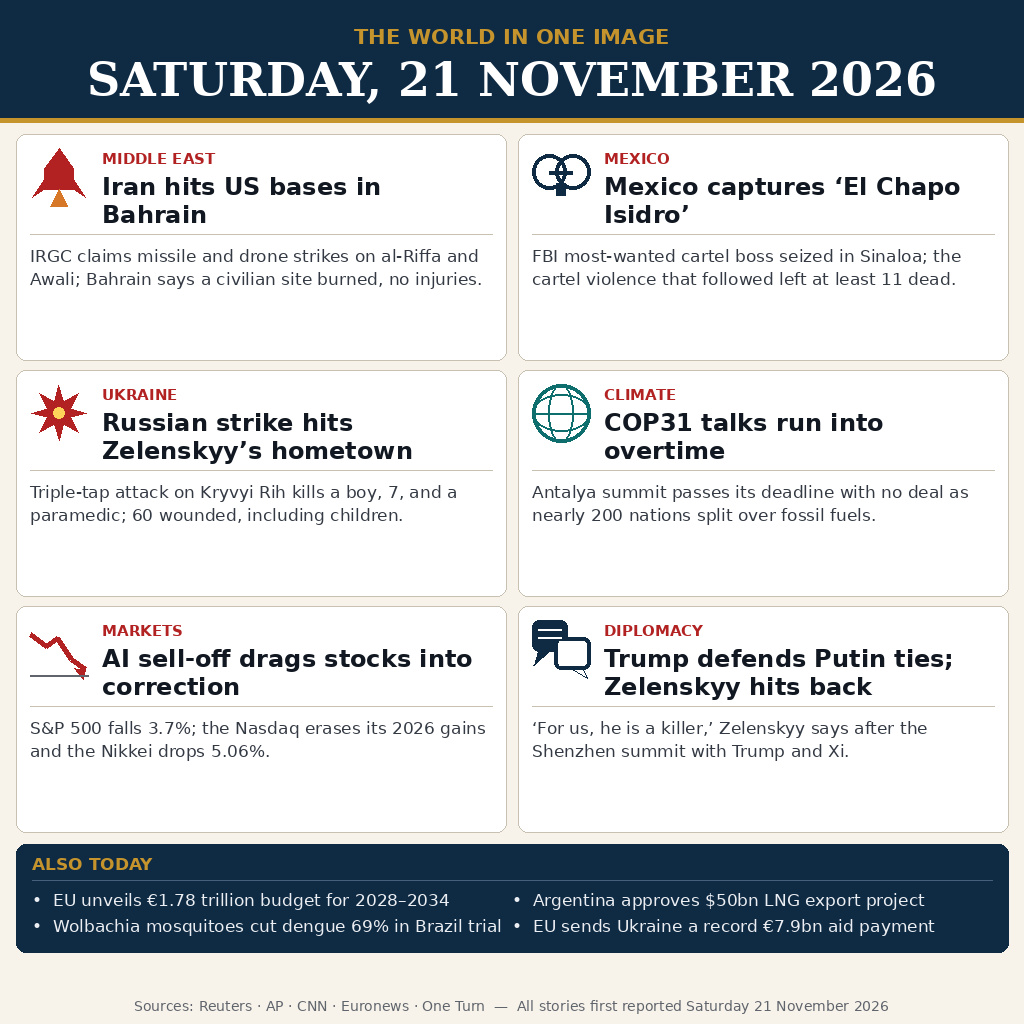 THE WORLD IN ONE IMAGE
SATURDAY, 21 NOVEMBER 2026
MIDDLE EAST
Iran hits US bases in
Bahrain
IRGC claims missile and drone strikes on al-Riffa and
Awali; Bahrain says a civilian site burned, no injuries.
MEXICO
Mexico captures ‘El Chapo
Isidro’
FBI most-wanted cartel boss seized in Sinaloa; the
cartel violence that followed left at least 11 dead.
UKRAINE
Russian strike hits
Zelenskyy’s hometown
Triple-tap attack on Kryvyi Rih kills a boy, 7, and a
paramedic; 60 wounded, including children.
CLIMATE
COP31 talks run into
overtime
Antalya summit passes its deadline with no deal as
nearly 200 nations split over fossil fuels.
MARKETS
AI sell-off drags stocks into
correction
S&P 500 falls 3.7%; the Nasdaq erases its 2026 gains
and the Nikkei drops 5.06%.
DIPLOMACY
Trump defends Putin ties;
Zelenskyy hits back
‘For us, he is a killer,’ Zelenskyy says after the
Shenzhen summit with Trump and Xi.
ALSO TODAY
• EU unveils €1.78 trillion budget for 2028–2034
• Wolbachia mosquitoes cut dengue 69% in Brazil trial
• Argentina approves $50bn LNG export project
• EU sends Ukraine a record €7.9bn aid payment
Sources: Reuters · AP · CNN · Euronews · One Turn — All stories first reported Saturday 21 November 2026